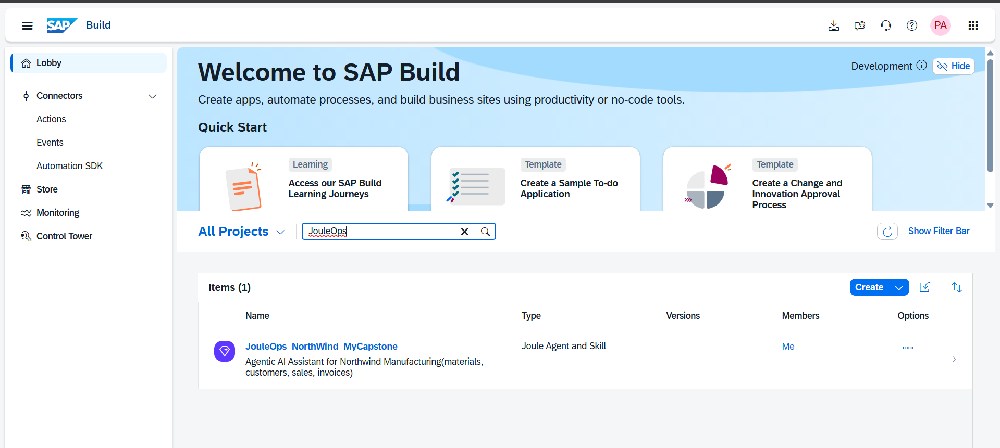 SAP Build
PA
Lobby
Connectors
Actions
Events
Automation SDK
Store
Monitoring
Control Tower
Welcome to SAP Build
Development
Hide
Create apps, automate processes, and build business sites using productivity or no-code tools.
Quick Start
Learning
Access our SAP Build
Learning Journeys
Template
Create a Sample To-do
Application
Template
Create a Change and
Innovation Approval
Process
All Projects
JouleOps
Show Filter Bar
Items (1)
Create
Name Type Versions Members Options
JouleOps_NorthWind_MyCapstone Joule Agent and Skill Me
Agentic AI Assistant for Northwind Manufacturing(materials,
customers, sales, invoices)